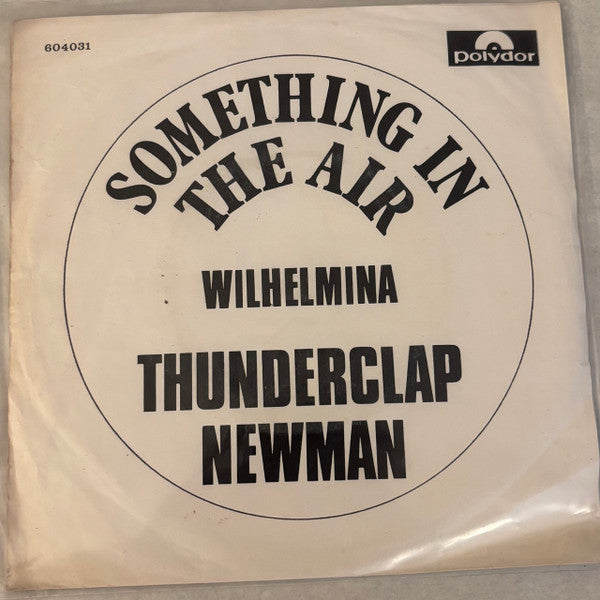 604031
polydor
SOMETHING IN
THE AIR
WILHELMINA
THUNDERCLAP
NEWMAN